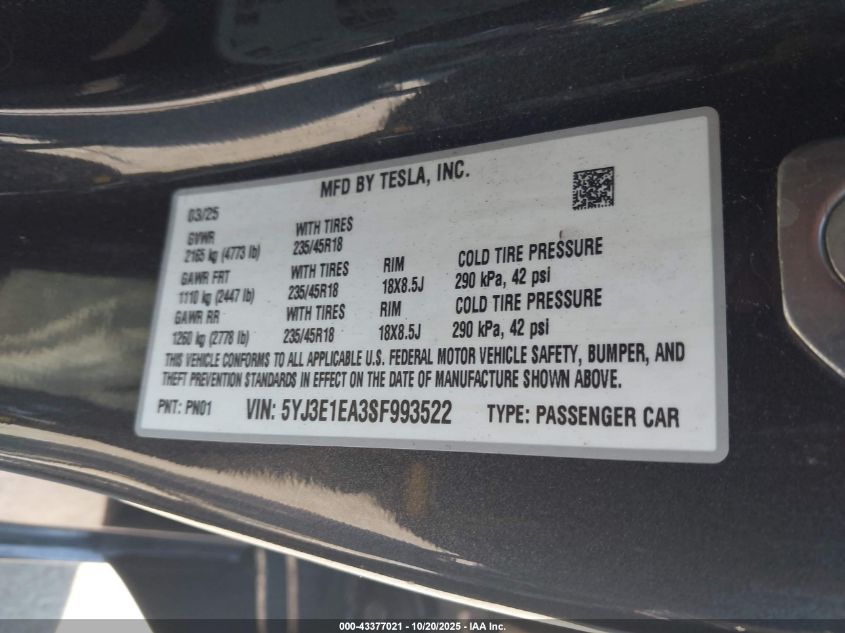 MFD BY TESLA, INC.
03/25
GVWR WITH TIRES
2165 kg (4773 lb) 235/45R18
GAWR FRT WITH TIRES RIM COLD TIRE PRESSURE
1110 kg (2447 lb) 235/45R18 18X8.5J 290 kPa, 42 psi
GAWR RR WITH TIRES RIM COLD TIRE PRESSURE
1260 kg (2778 lb) 235/45R18 18X8.5J 290 kPa, 42 psi
THIS VEHICLE CONFORMS TO ALL APPLICABLE U.S. FEDERAL MOTOR VEHICLE SAFETY, BUMPER, AND
THEFT PREVENTION STANDARDS IN EFFECT ON THE DATE OF MANUFACTURE SHOWN ABOVE.
PNT: PN01 VIN: 5YJ3E1EA3SF993522 TYPE: PASSENGER CAR
000-43377021 - 10/20/2025 - IAA Inc.